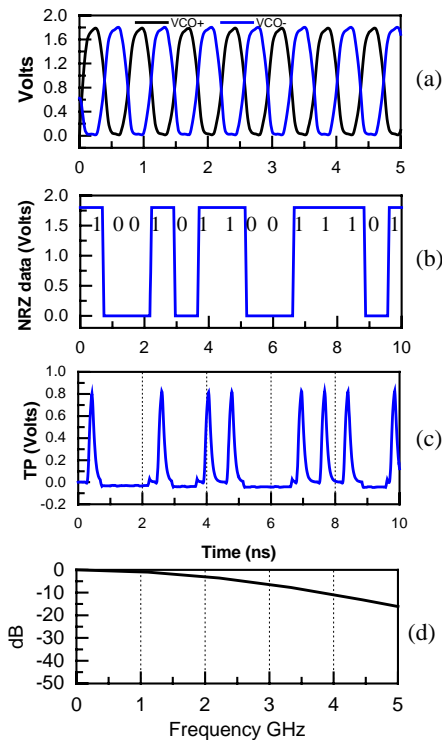 VCO+ VCO-
2.0
1.6
1.2
0.8
0.4
0.0
Volts
(a)
0 1 2 3 4 5
2.0
1.5
1.0
0.5
0.0
NRZ data (Volts)
1 0 0 1 0 1 1 0 0 1 1 1 0 1
(b)
0 2 4 6 8 10
1.0
0.8
0.6
0.4
0.2
0.0
-0.2
TP (Volts)
(c)
0 2 4 6 8 10
Time (ns)
0
-10
-20
-30
-40
-50
dB
(d)
0 1 2 3 4 5
Frequency GHz